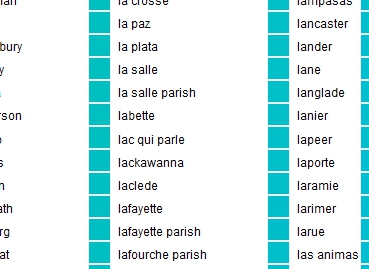 bury
y
rson
s
n
ath
rg
at
la crosse
la paz
la plata
la salle
la salle parish
labette
lac qui parle
lackawanna
laclede
lafayette
lafayette parish
lafourche parish
lampasas
lancaster
lander
lane
langlade
lanier
lapeer
laporte
laramie
larimer
larue
las animas